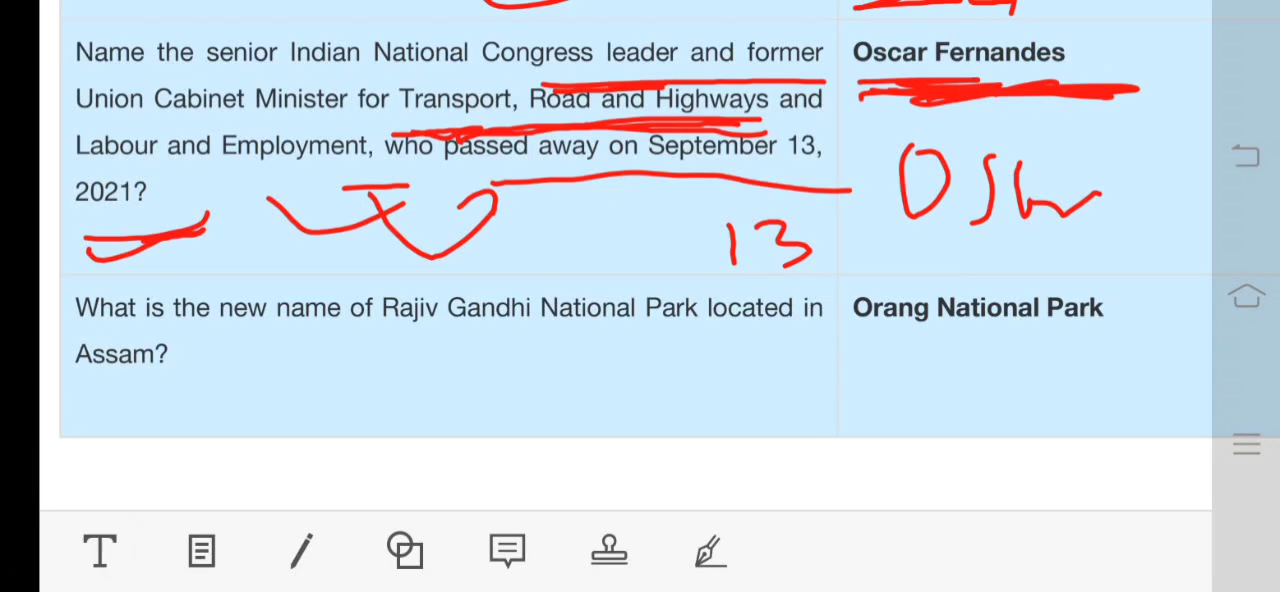 Name the senior Indian National Congress leader and former
Union Cabinet Minister for Transport, Road and Highways and
Labour and Employment, who passed away on September 13,
2021?
Oscar Fernandes
13
What is the new name of Rajiv Gandhi National Park located in
Assam?
Orang National Park
T